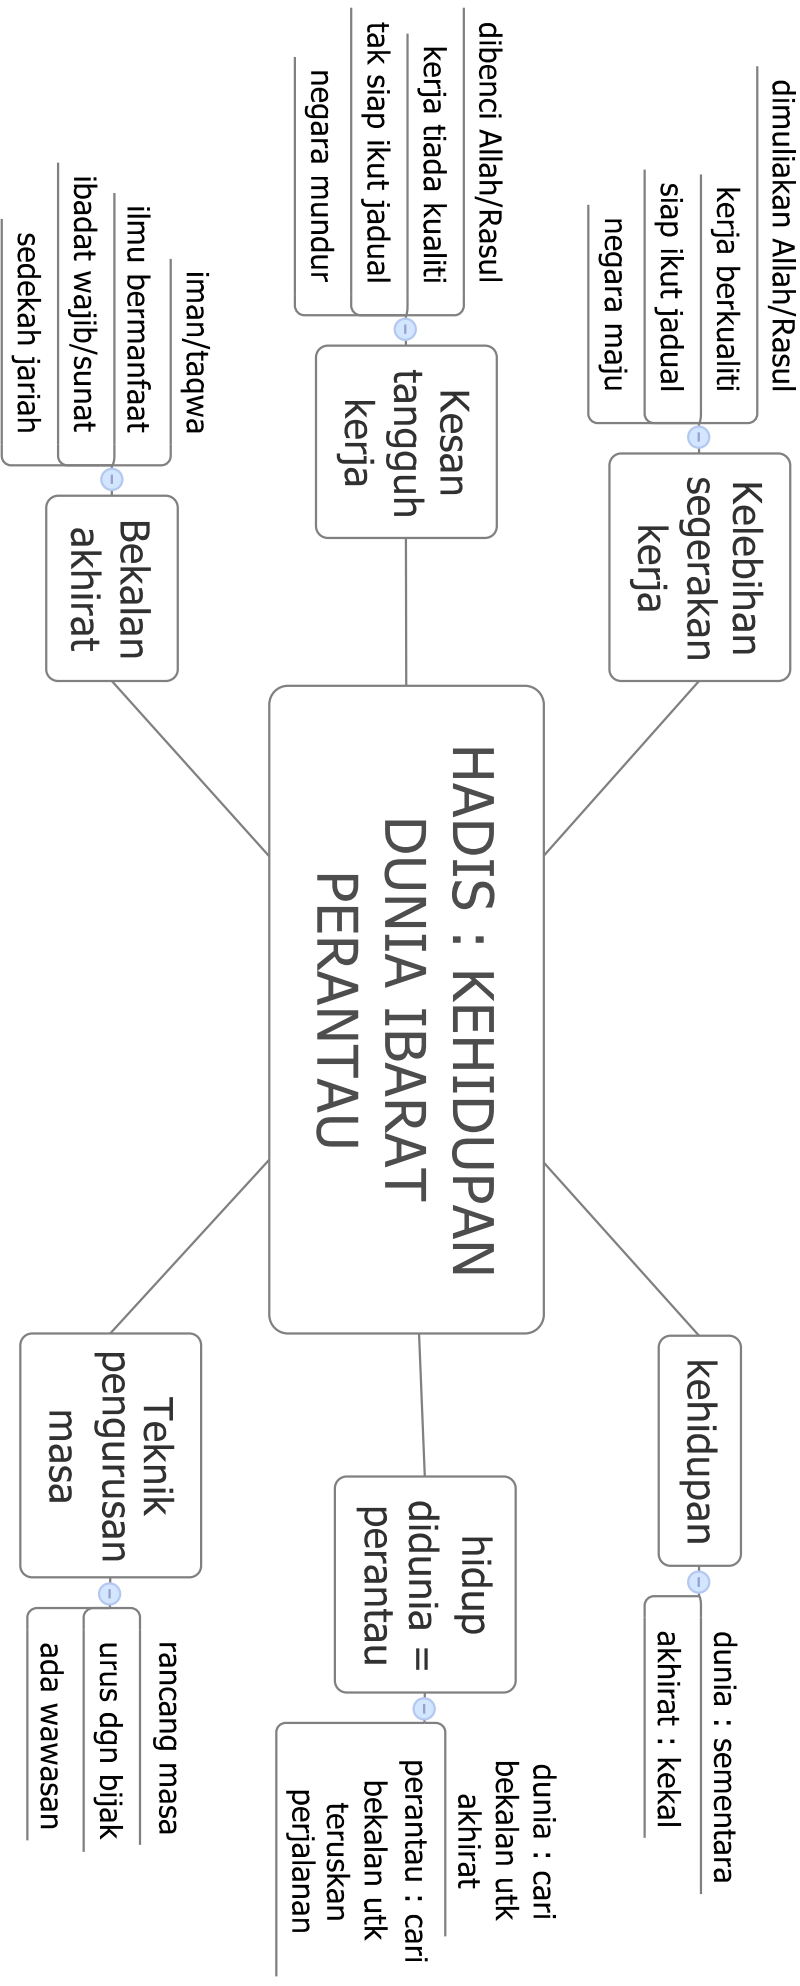 HADIS : KEHIDUPAN
DUNIA IBARAT
PERANTAU
kehidupan
dunia : sementara
akhirat : kekal
hidup
didunia =
perantau
dunia : cari
bekalan utk
akhirat
perantau : cari
bekalan utk
teruskan
perjalanan
Teknik
pengurusan
masa
rancang masa
urus dgn bijak
ada wawasan
Kelebihan
segerakan
kerja
dimuliakan Allah/Rasul
kerja berkualiti
siap ikut jadual
negara maju
Kesan
tangguh
kerja
dibenci Allah/Rasul
kerja tiada kualiti
tak siap ikut jadual
negara mundur
Bekalan
akhirat
iman/taqwa
ilmu bermanfaat
ibadat wajib/sunat
sedekah jariah